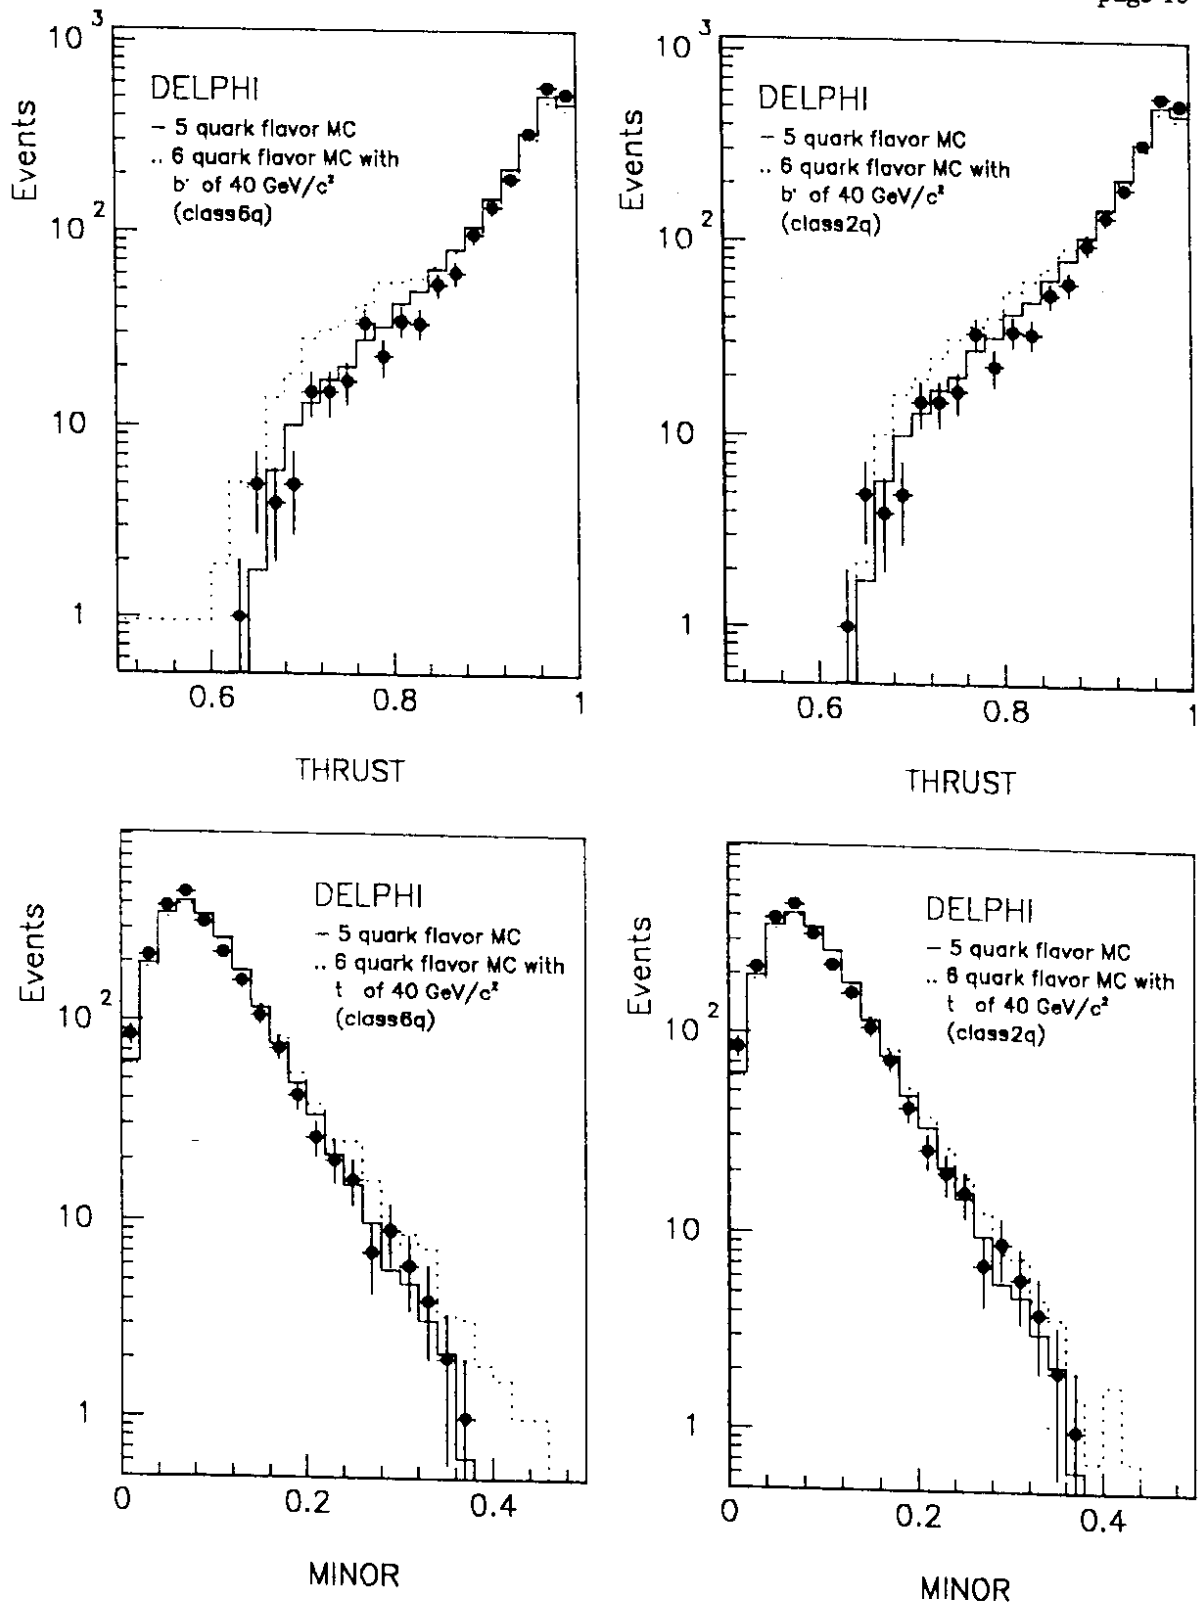 10³
DELPHI
– 5 quark flavor MC
.. 6 quark flavor MC with
b' of 40 GeV/c²
(class6q)
Events
10²
10
1
0.6 0.8 1
THRUST
10³
DELPHI
– 5 quark flavor MC
.. 6 quark flavor MC with
b' of 40 GeV/c²
(class2q)
Events
10²
10
1
0.6 0.8 1
THRUST
DELPHI
– 5 quark flavor MC
.. 6 quark flavor MC with
t of 40 GeV/c²
(class6q)
Events
10²
10
1
0 0.2 0.4
MINOR
DELPHI
– 5 quark flavor MC
.. 6 quark flavor MC with
t of 40 GeV/c²
(class2q)
Events
10²
10
1
0 0.2 0.4
MINOR